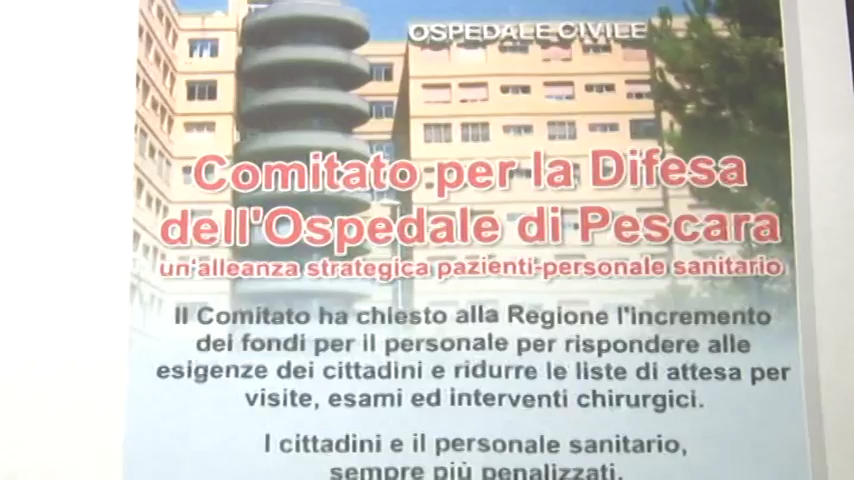 OSPEDALE CIVILE
Comitato per la Difesa
dell'Ospedale di Pescara
un'alleanza strategica pazienti-personale sanitario
Il Comitato ha chiesto alla Regione l'incremento
dei fondi per il personale per rispondere alle
esigenze dei cittadini e ridurre le liste di attesa per
visite, esami ed interventi chirurgici.
I cittadini e il personale sanitario,
sempre più penalizzati.